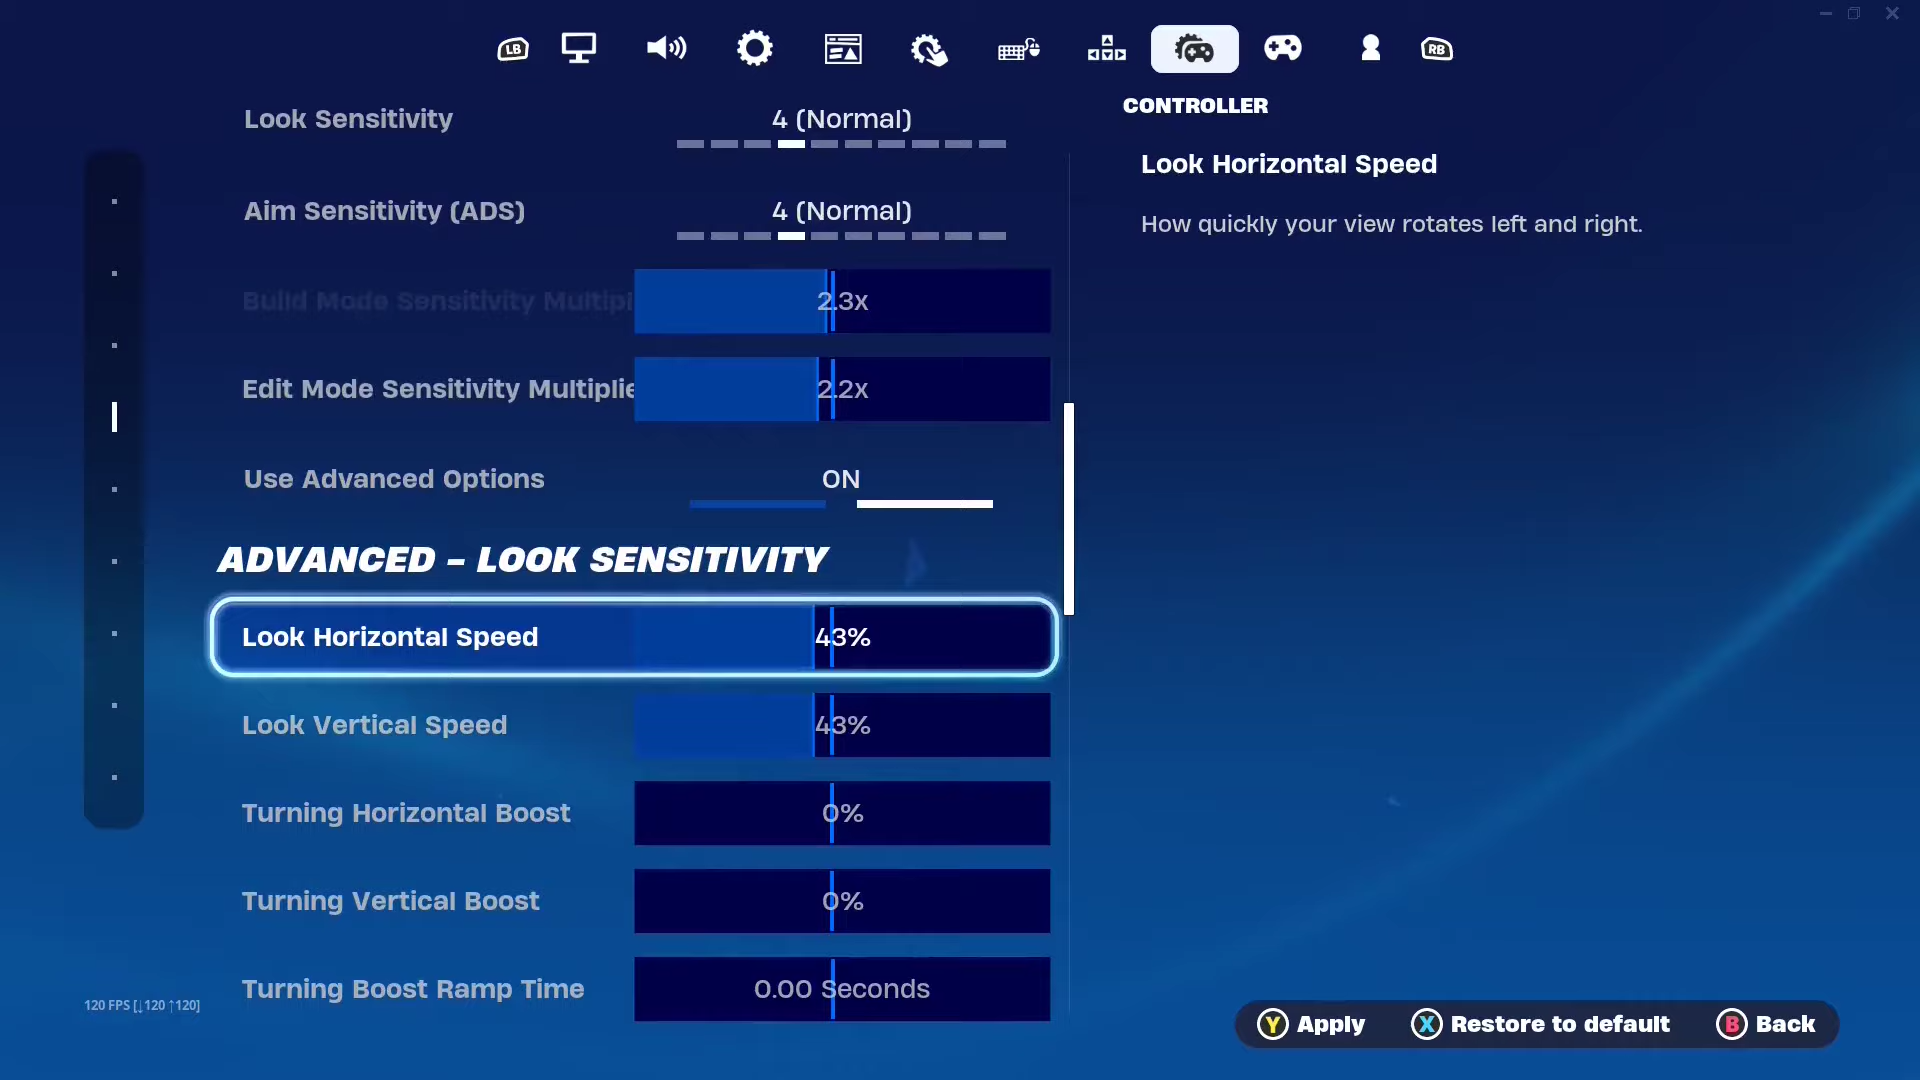 LB
RB
CONTROLLER
Look Sensitivity
4 (Normal)
Look Horizontal Speed
How quickly your view rotates left and right.
Aim Sensitivity (ADS)
4 (Normal)
Build Mode Sensitivity Multipl
2.3x
Edit Mode Sensitivity Multiplie
2.2x
Use Advanced Options
ON
ADVANCED - LOOK SENSITIVITY
Look Horizontal Speed
43%
Look Vertical Speed
43%
Turning Horizontal Boost
0%
Turning Vertical Boost
0%
Turning Boost Ramp Time
0.00 Seconds
120 FPS [↓120 ↑120]
Y Apply
X Restore to default
B Back